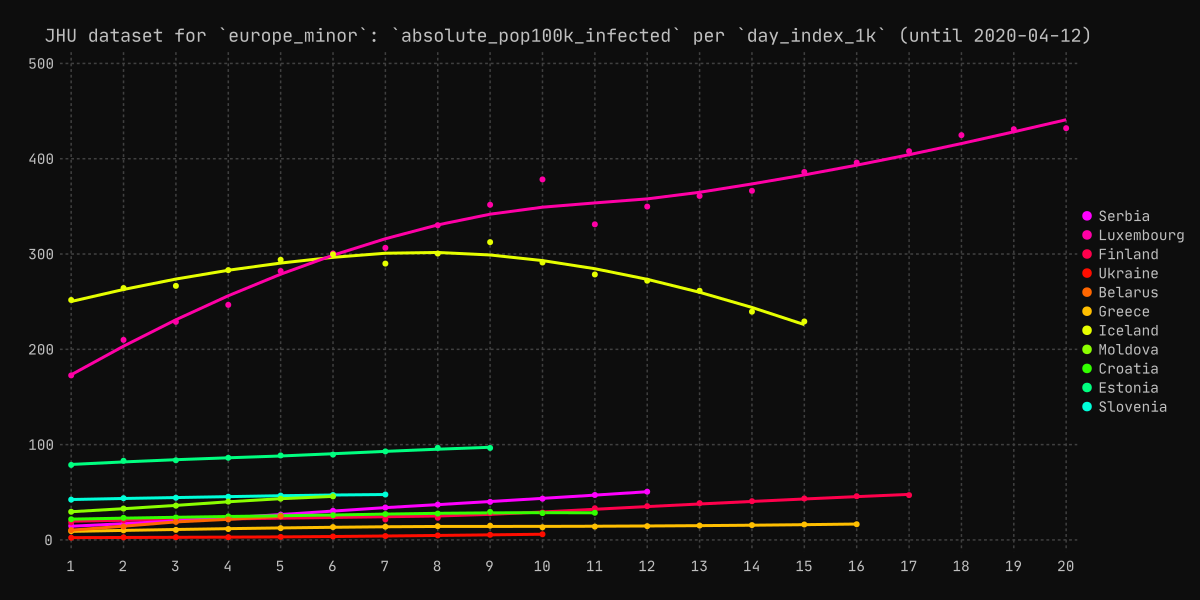 JHU dataset for `europe_minor`: `absolute_pop100k_infected` per `day_index_1k` (until 2020-04-12)
500
400
300
200
100
0
1 2 3 4 5 6 7 8 9 10 11 12 13 14 15 16 17 18 19 20
Serbia
Luxembourg
Finland
Ukraine
Belarus
Greece
Iceland
Moldova
Croatia
Estonia
Slovenia